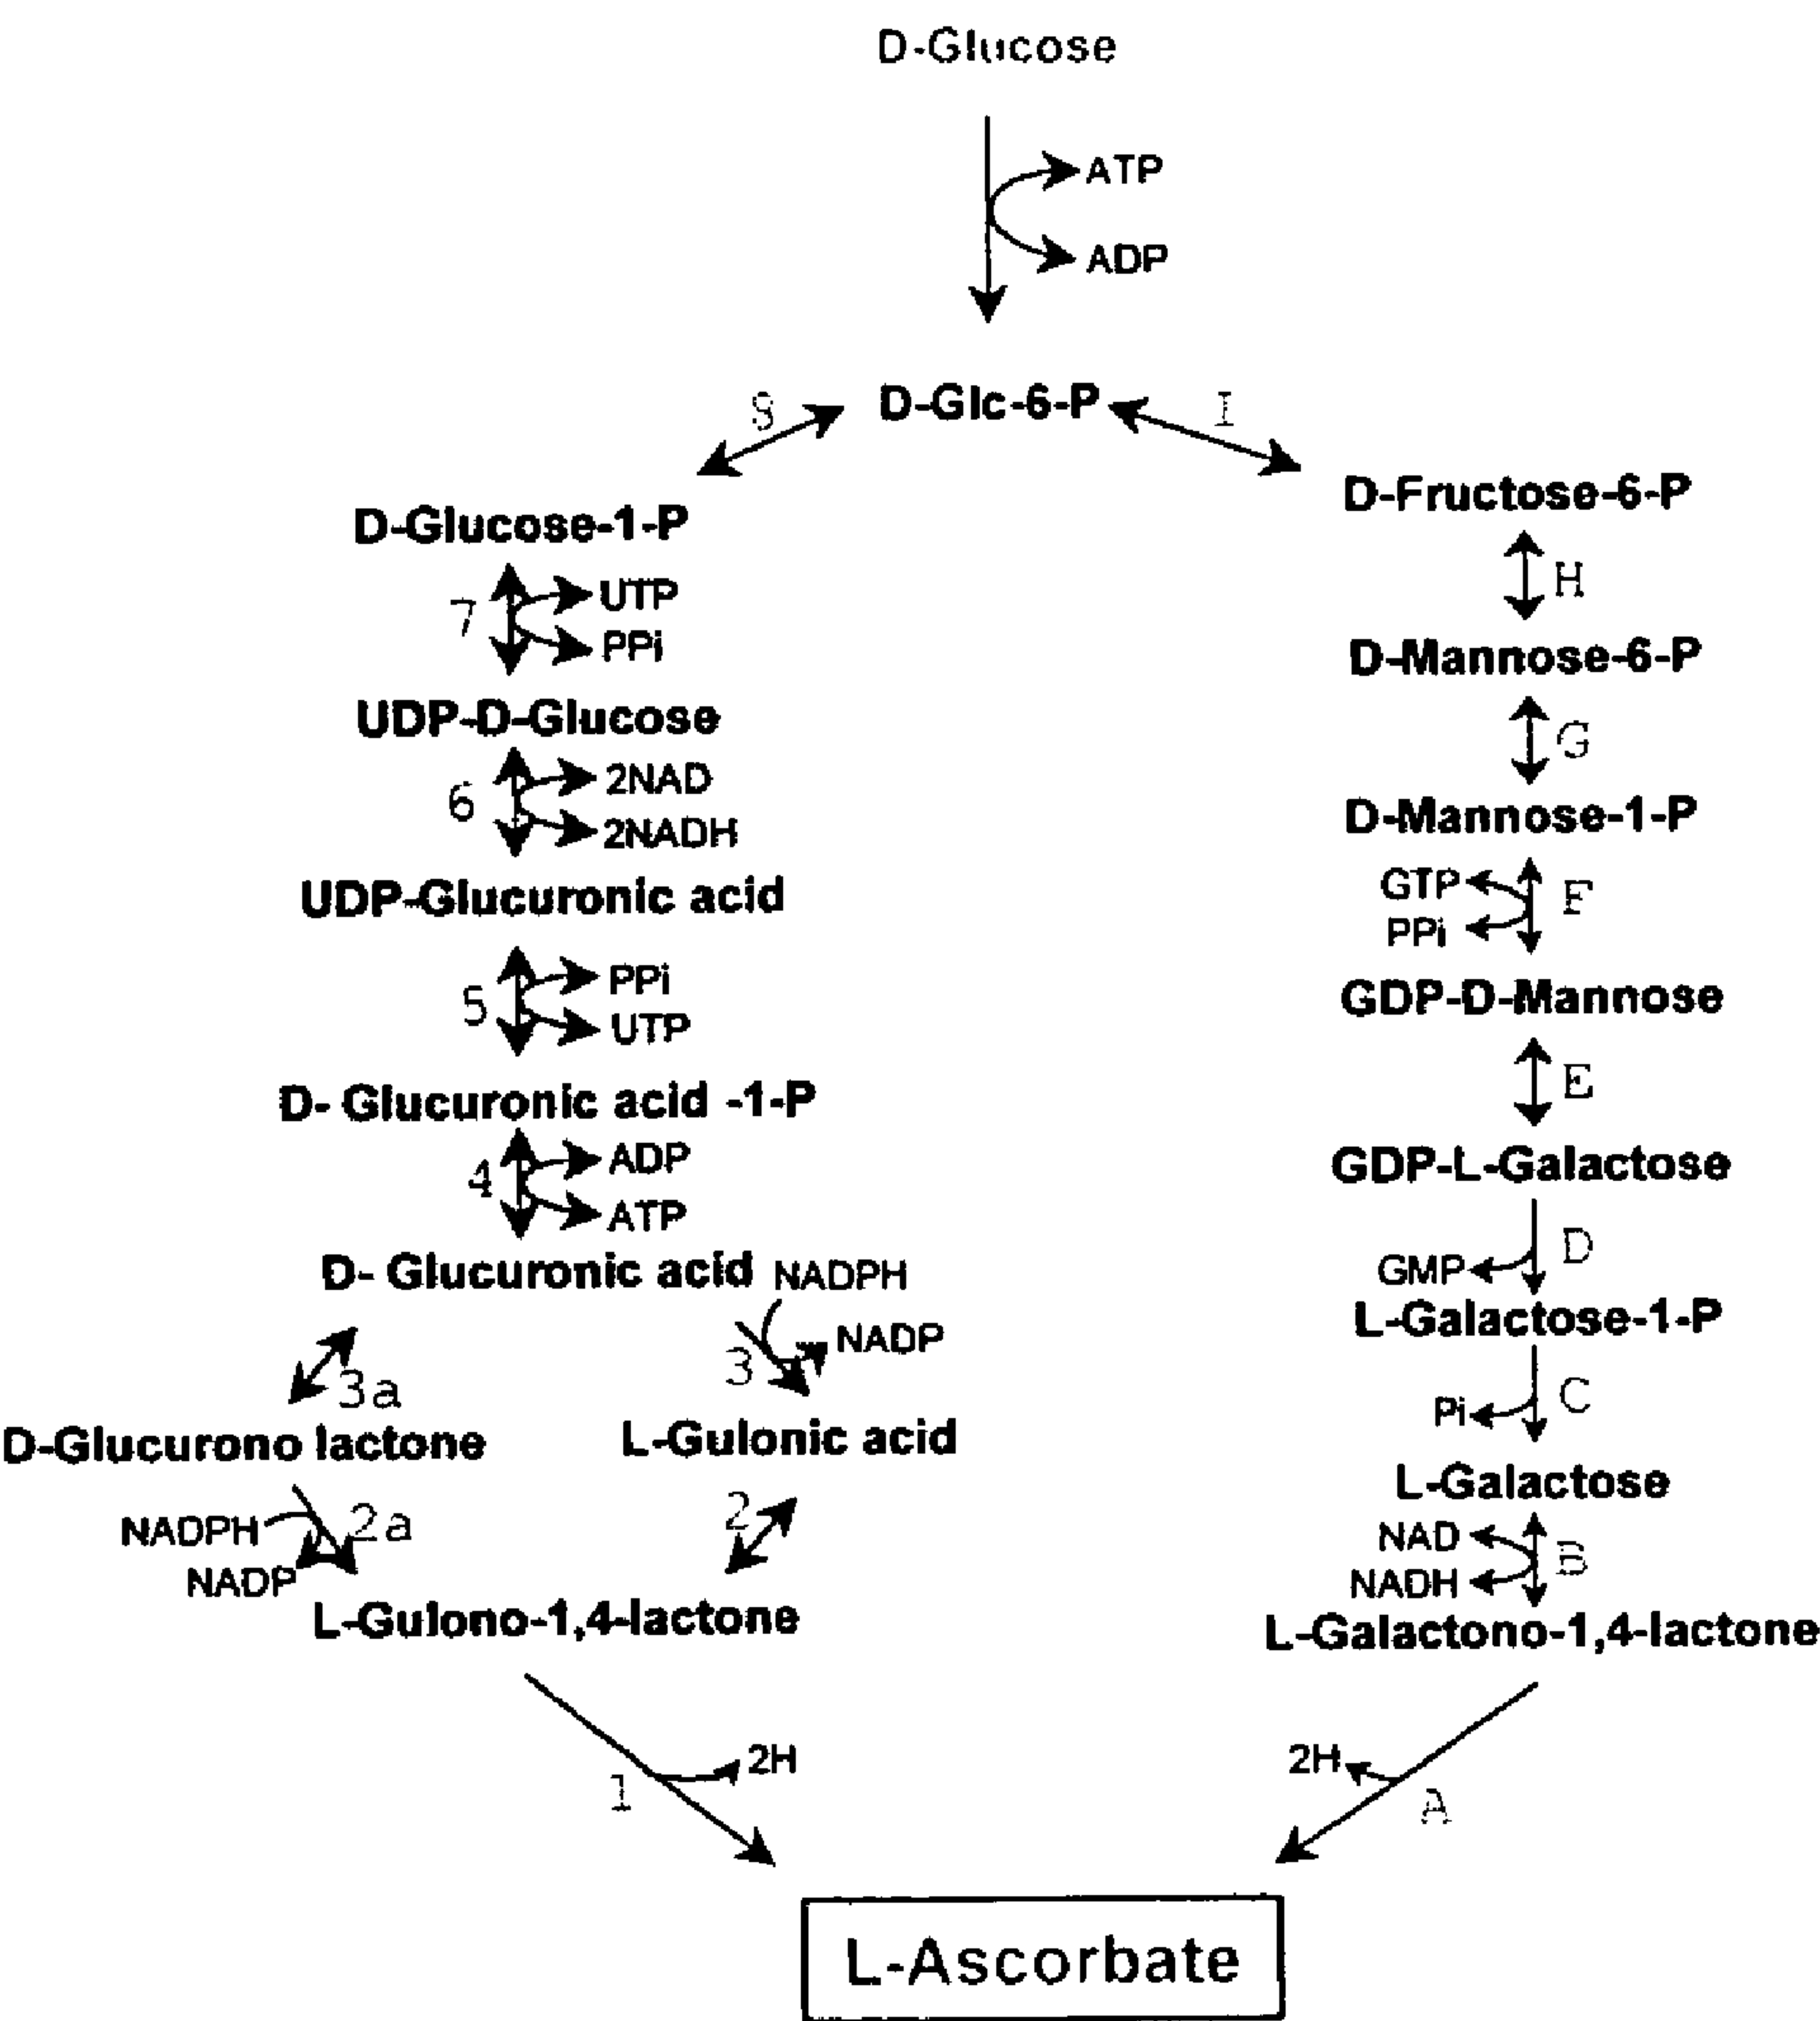 D-Glucose
ATP
ADP
8
D-Glc-6-P
I
D-Glucose-1-P
7
UTP
PPi
UDP-D-Glucose
6
2NAD
2NADH
UDP-Glucuronic acid
5
PPi
UTP
D- Glucuronic acid -1-P
4
ADP
ATP
D- Glucuronic acid
NADPH
3
NADP
3a
D-Glucurono lactone
L-Gulonic acid
NADPH
2a
NADP
2
L-Gulono-1,4-lactone
1
2H
D-Fructose-6-P
H
D-Mannose-6-P
G
D-Mannose-1-P
GTP
F
PPi
GDP-D-Mannose
E
GDP-L-Galactose
D
GMP
L-Galactose-1-P
C
Pi
L-Galactose
NAD
B
NADH
L-Galactono-1,4-lactone
2H
A
L-Ascorbate